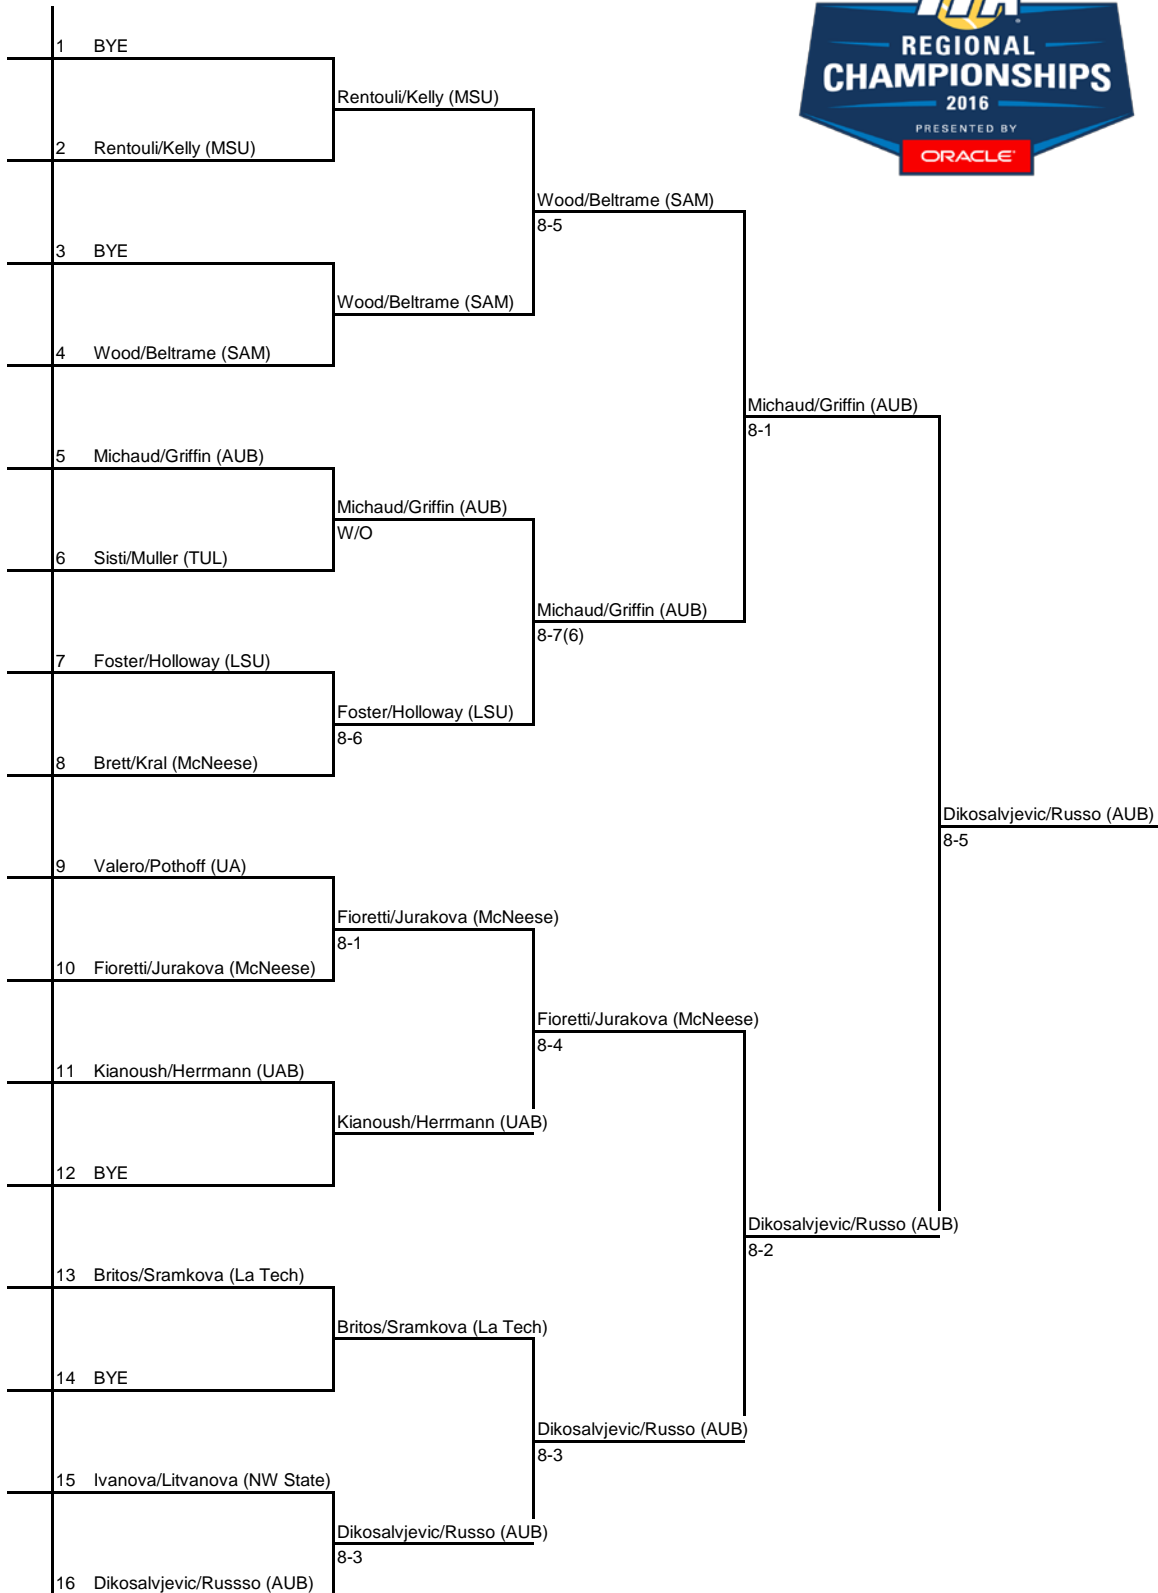 REGIONAL
CHAMPIONSHIPS
2016
PRESENTED BY
ORACLE
1 BYE
Rentouli/Kelly (MSU)
2 Rentouli/Kelly (MSU)
Wood/Beltrame (SAM)
8-5
3 BYE
Wood/Beltrame (SAM)
4 Wood/Beltrame (SAM)
Michaud/Griffin (AUB)
8-1
5 Michaud/Griffin (AUB)
Michaud/Griffin (AUB)
W/O
6 Sisti/Muller (TUL)
Michaud/Griffin (AUB)
8-7(6)
7 Foster/Holloway (LSU)
Foster/Holloway (LSU)
8-6
8 Brett/Kral (McNeese)
Dikosalvjevic/Russo (AUB)
8-5
9 Valero/Pothoff (UA)
Fioretti/Jurakova (McNeese)
8-1
10 Fioretti/Jurakova (McNeese)
Fioretti/Jurakova (McNeese)
8-4
11 Kianoush/Herrmann (UAB)
Kianoush/Herrmann (UAB)
12 BYE
Dikosalvjevic/Russo (AUB)
8-2
13 Britos/Sramkova (La Tech)
Britos/Sramkova (La Tech)
14 BYE
Dikosalvjevic/Russo (AUB)
8-3
15 Ivanova/Litvanova (NW State)
Dikosalvjevic/Russo (AUB)
8-3
16 Dikosalvjevic/Russso (AUB)